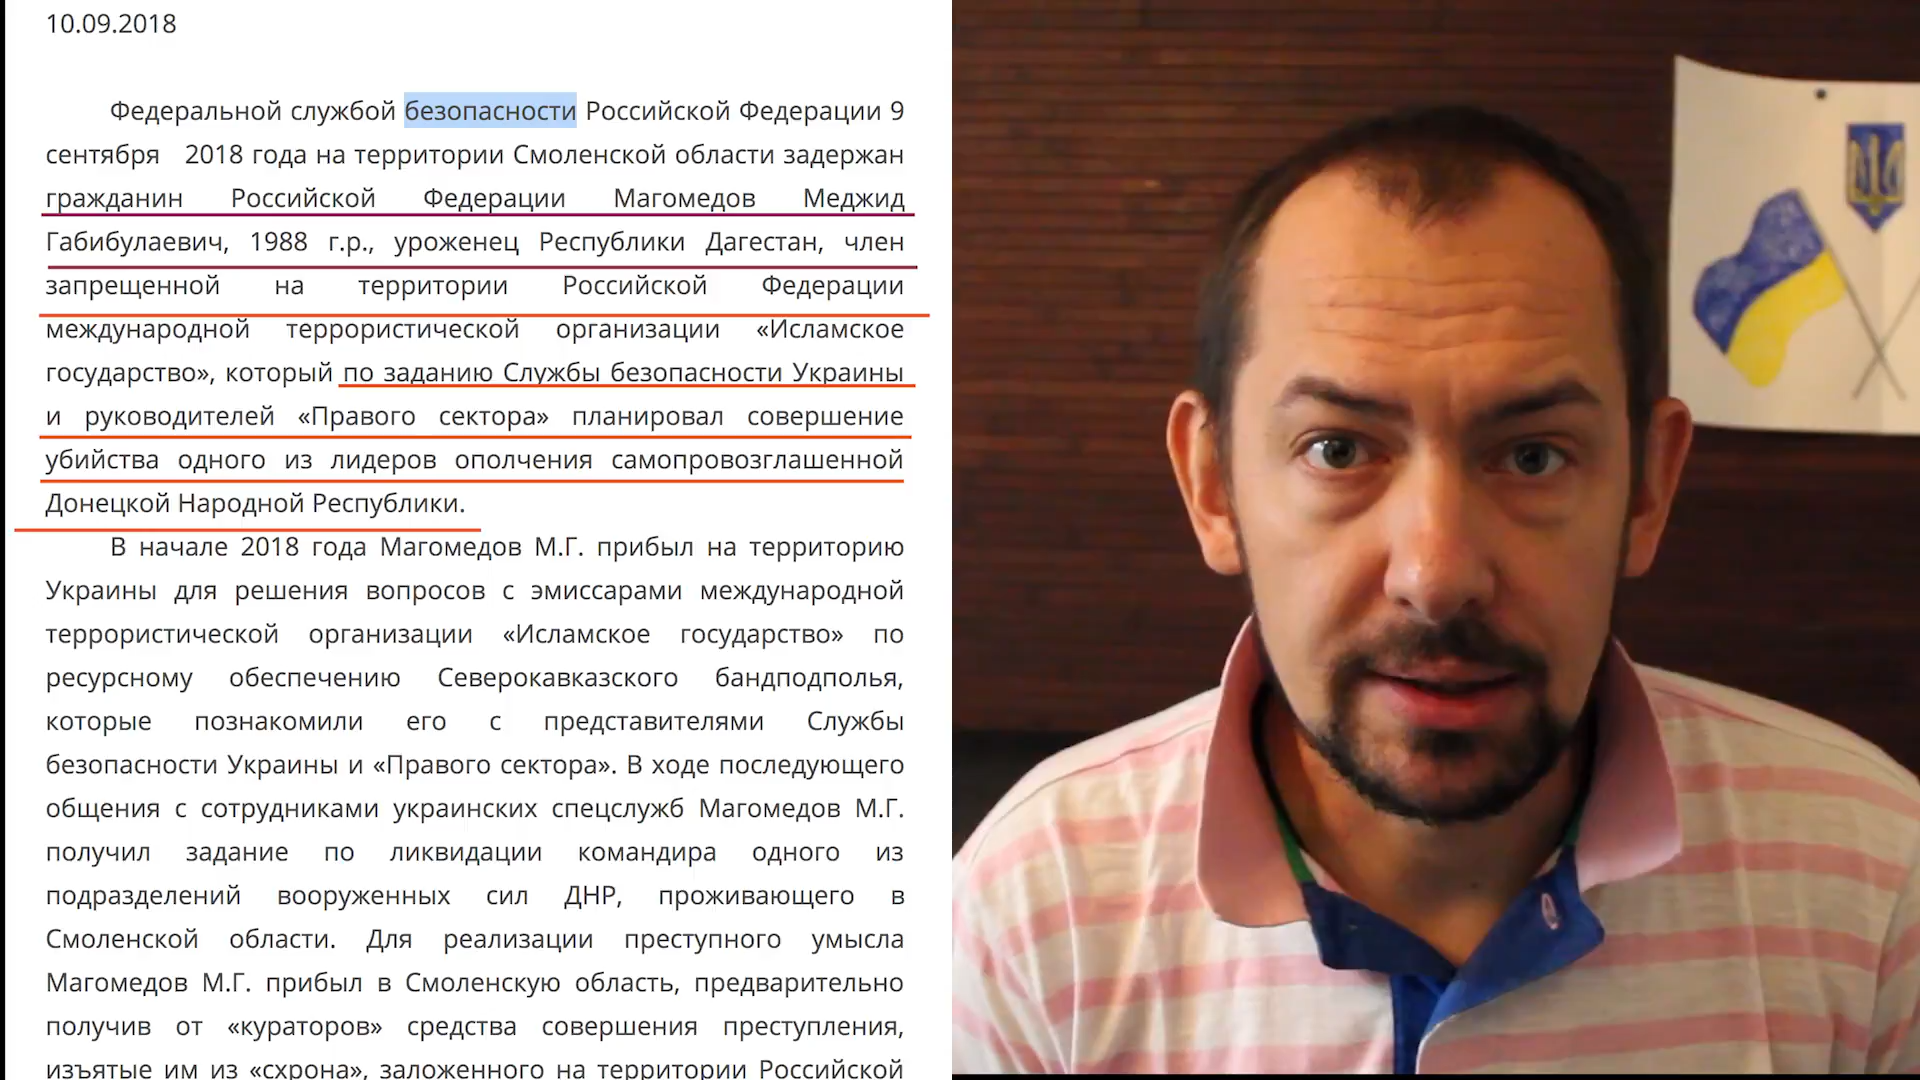 10.09.2018
Федеральной службой безопасности Российской Федерации 9
сентября 2018 года на территории Смоленской области задержан
гражданин Российской Федерации Магомедов Меджид
Габибулаевич, 1988 г.р., уроженец Республики Дагестан, член
запрещенной на территории Российской Федерации
международной террористической организации «Исламское
государство», который по заданию Службы безопасности Украины
и руководителей «Правого сектора» планировал совершение
убийства одного из лидеров ополчения самопровозглашенной
Донецкой Народной Республики.
В начале 2018 года Магомедов М.Г. прибыл на территорию
Украины для решения вопросов с эмиссарами международной
террористической организации «Исламское государство» по
ресурсному обеспечению Северокавказского бандподполья,
которые познакомили его с представителями Службы
безопасности Украины и «Правого сектора». В ходе последующего
общения с сотрудниками украинских спецслужб Магомедов М.Г.
получил задание по ликвидации командира одного из
подразделений вооруженных сил ДНР, проживающего в
Смоленской области. Для реализации преступного умысла
Магомедов М.Г. прибыл в Смоленскую область, предварительно
получив от «кураторов» средства совершения преступления,
изъятые им из «схрона», заложенного на территории Российской